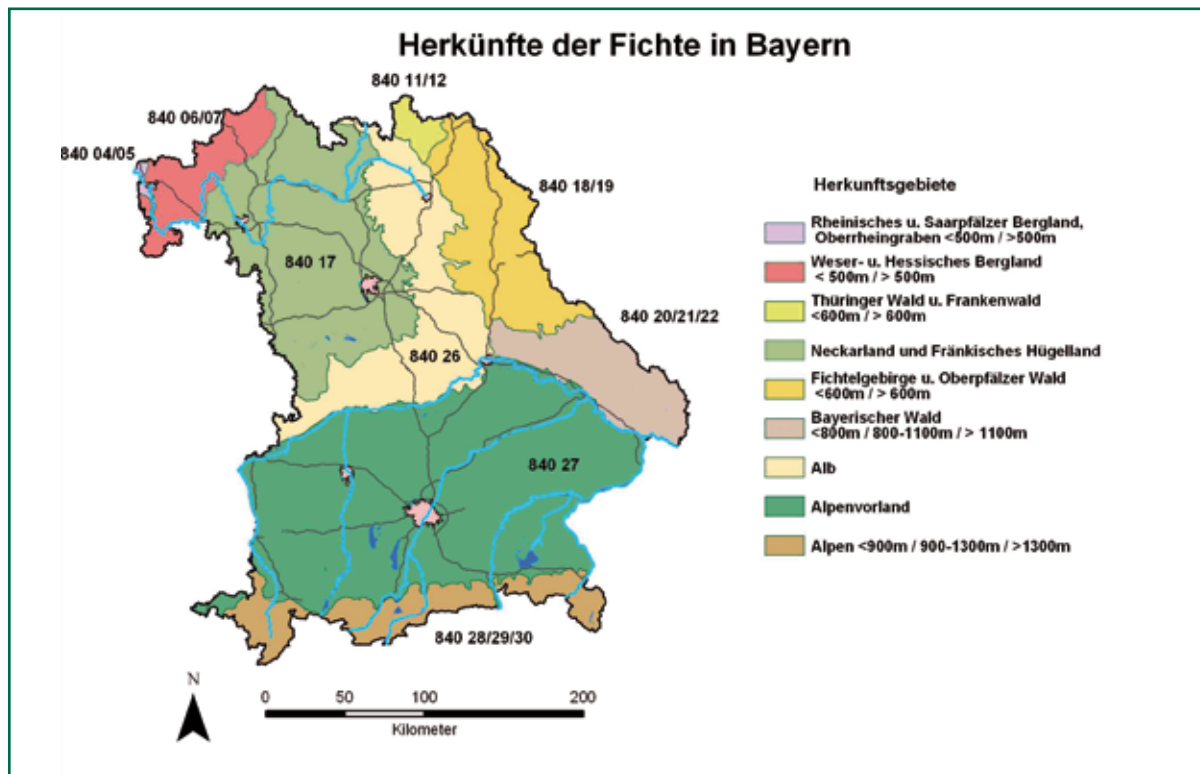 Herkünfte der Fichte in Bayern
840 11/12
840 06/07
840 04/05
840 18/19
840 17
840 20/21/22
840 26
840 27
840 28/29/30
Herkunftsgebiete
Rheinisches u. Saarpfälzer Bergland,
Oberrheingraben <500m / >500m
Weser- u. Hessisches Bergland
< 500m / > 500m
Thüringer Wald u. Frankenwald
<600m / > 600m
Neckarland und Fränkisches Hügelland
Fichtelgebirge u. Oberpfälzer Wald
<600m / > 600m
Bayerischer Wald
<800m / 800-1100m / > 1100m
Alb
Alpenvorland
Alpen <900m / 900-1300m / >1300m
N
0 50 100 200
Kilometer